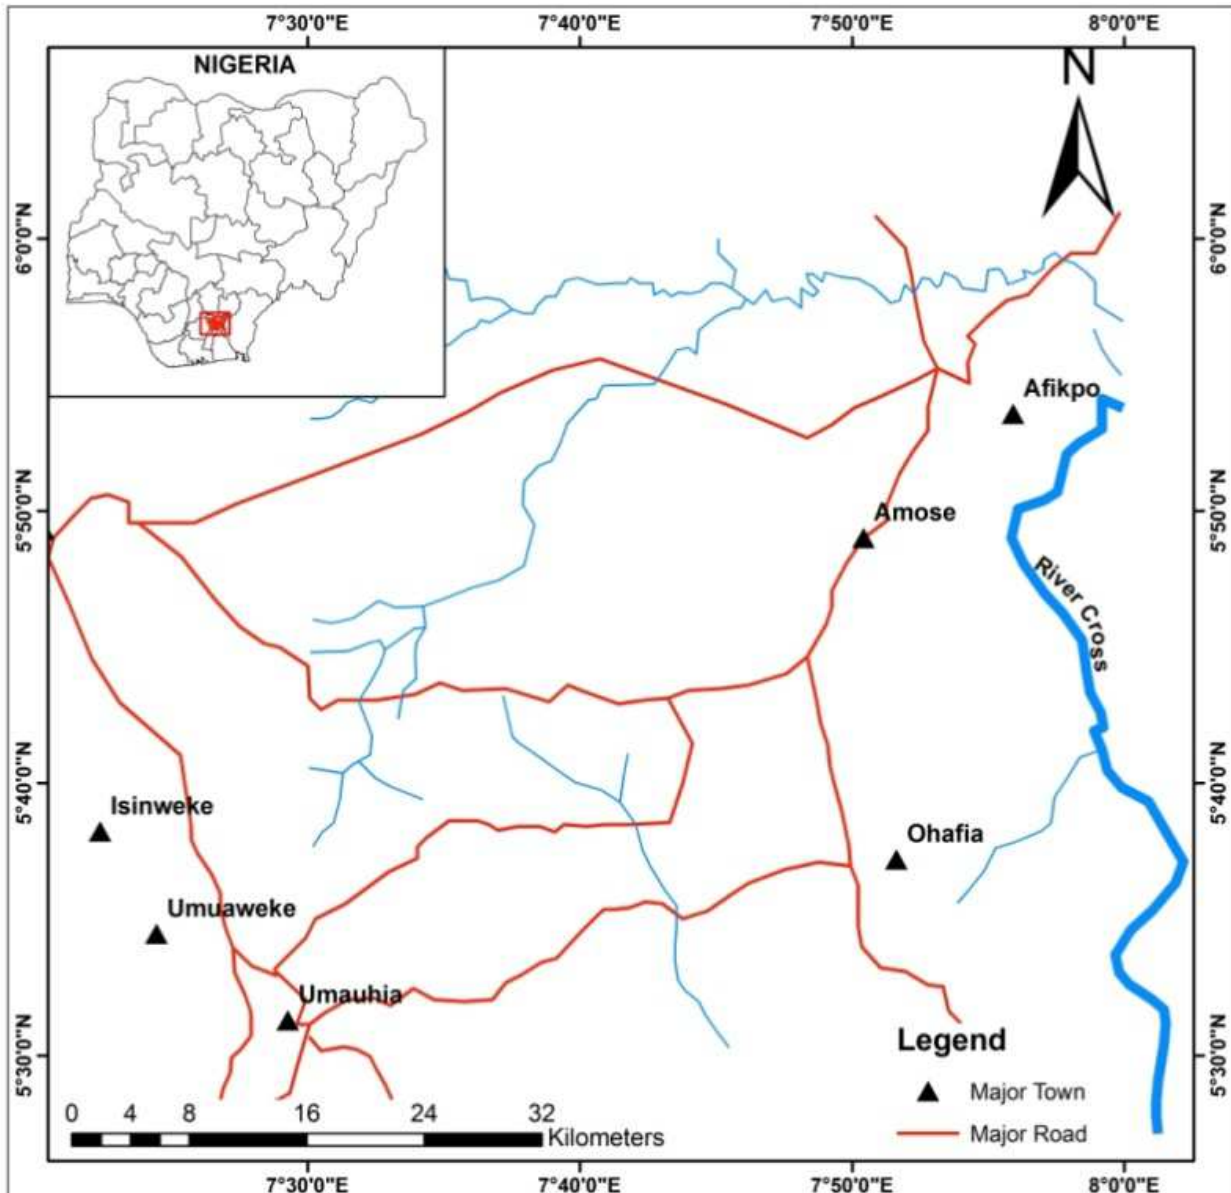 7°30'0"E 7°40'0"E 7°50'0"E 8°0'0"E
NIGERIA
N
6°0'0"N
6°0'0"N
Afikpo
5°50'0"N
Amose
5°50'0"N
River Cross
5°40'0"N
5°40'0"N
Isinweke
Ohafia
Umuaweke
Umauhia
5°30'0"N
Legend
5°30'0"N
Major Town
0 4 8 16 24 32
Kilometers
Major Road
7°30'0"E 7°40'0"E 7°50'0"E 8°0'0"E